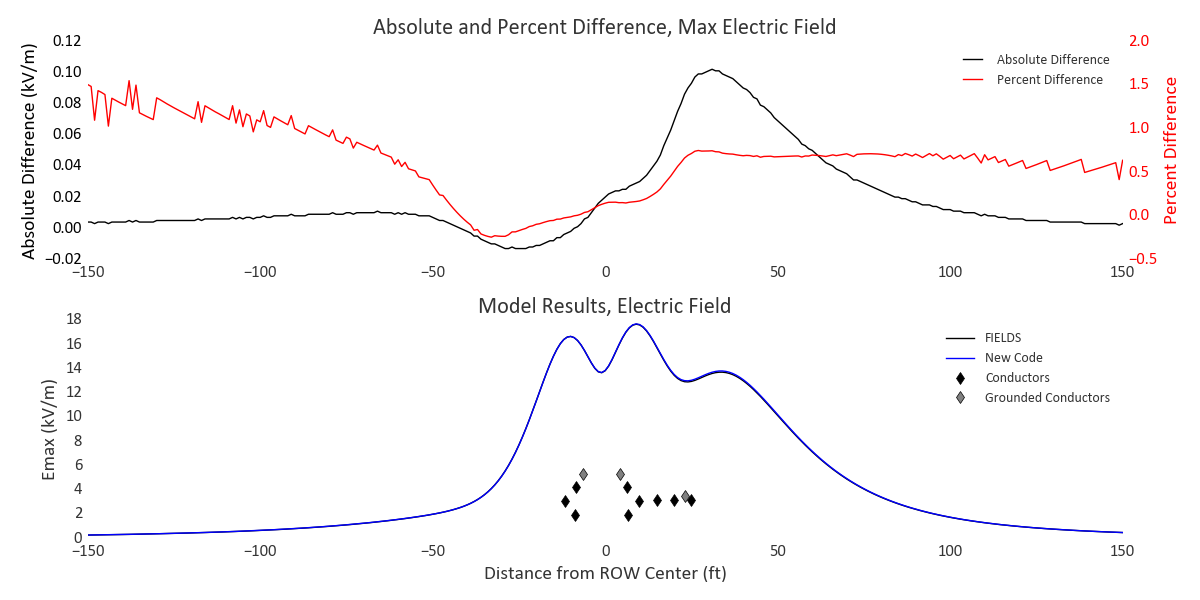 Absolute and Percent Difference, Max Electric Field
0.12
0.10
0.08
0.06
0.04
0.02
0.00
−0.02
Absolute Difference (kV/m)
2.0
1.5
1.0
0.5
0.0
−0.5
Percent Difference
Absolute Difference
Percent Difference
−150 −100 −50 0 50 100 150
Model Results, Electric Field
18
16
14
12
10
8
6
4
2
0
Emax (kV/m)
FIELDS
New Code
Conductors
Grounded Conductors
−150 −100 −50 0 50 100 150
Distance from ROW Center (ft)